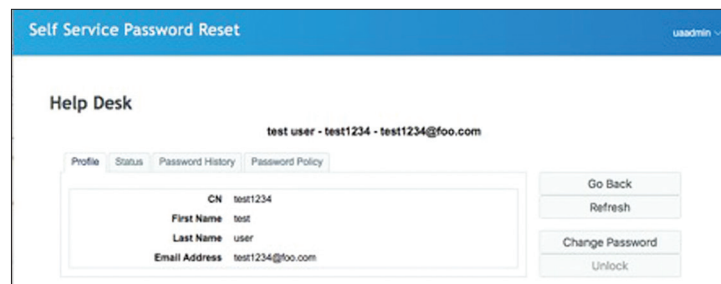 Self Service Password Reset
uaadmin
Help Desk
test user - test1234 - test1234@foo.com
Profile Status Password History Password Policy
CN test1234
First Name test
Last Name user
Email Address test1234@foo.com
Go Back
Refresh
Change Password
Unlock